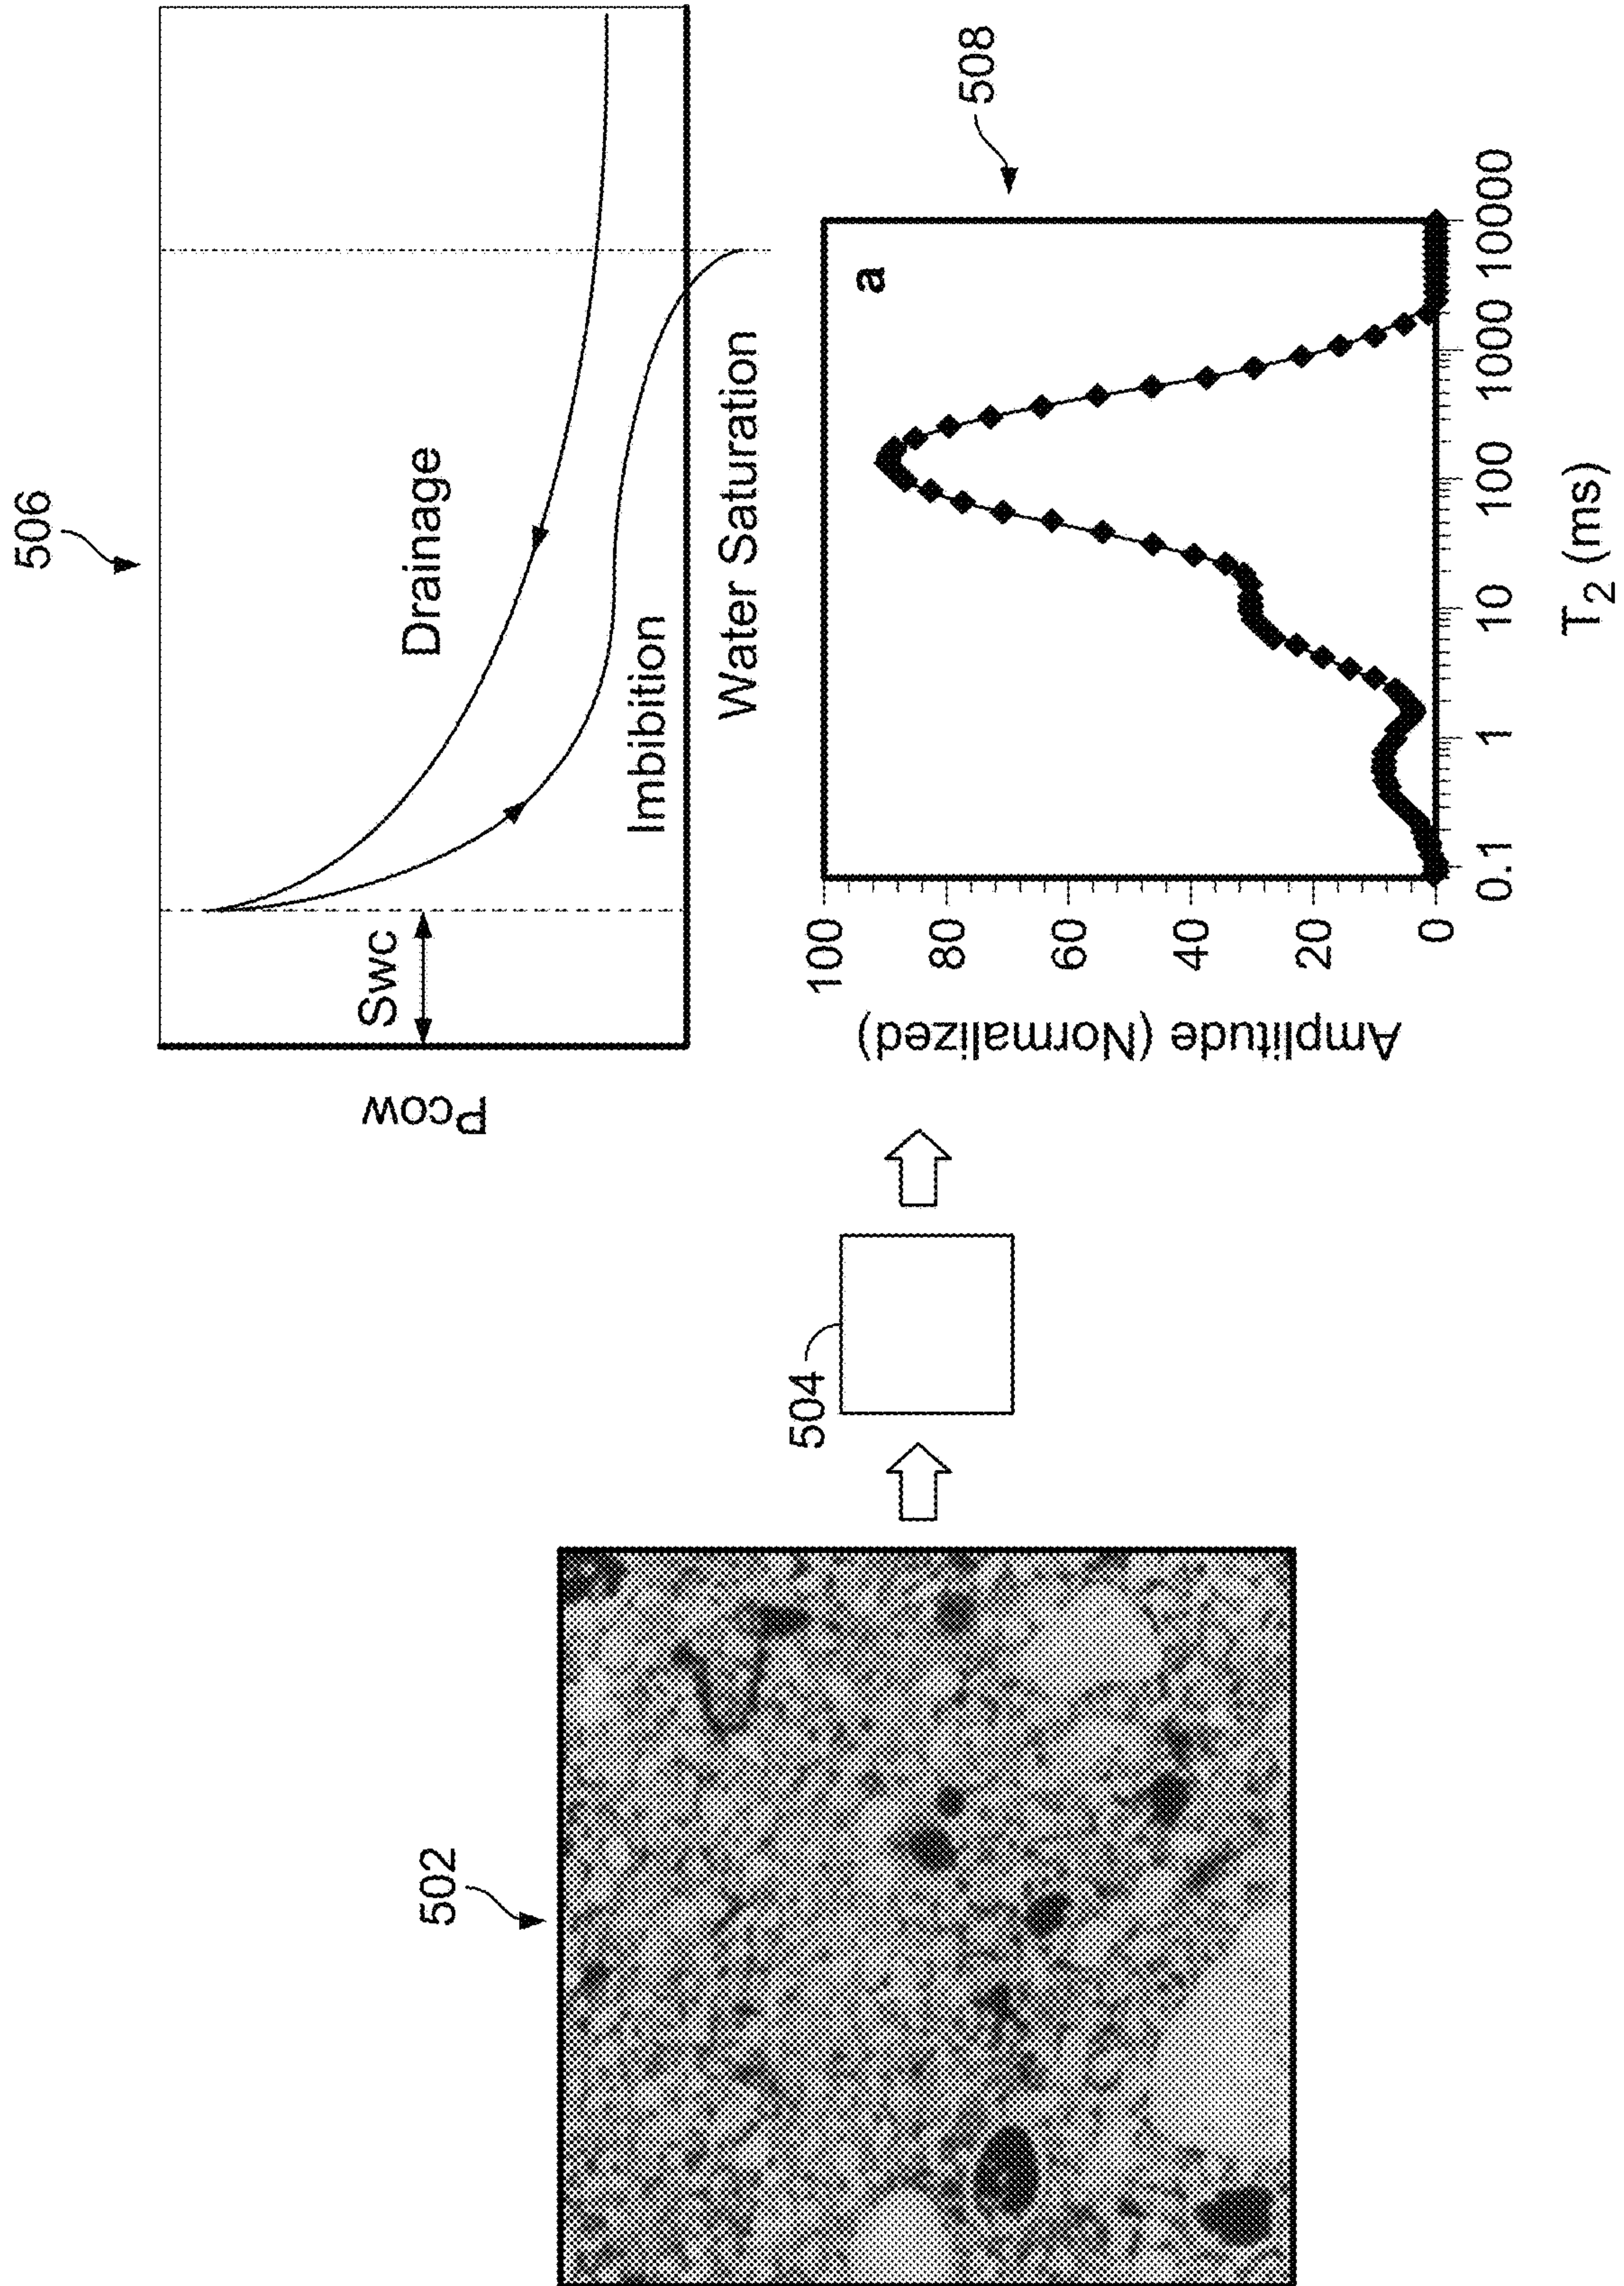 502
504
506
Pcow
Swc
Drainage
Imbibition
Water Saturation
508
a
Amplitude (Normalized)
100
80
60
40
20
0
0.1
1
10
100
1000
10000
T2 (ms)